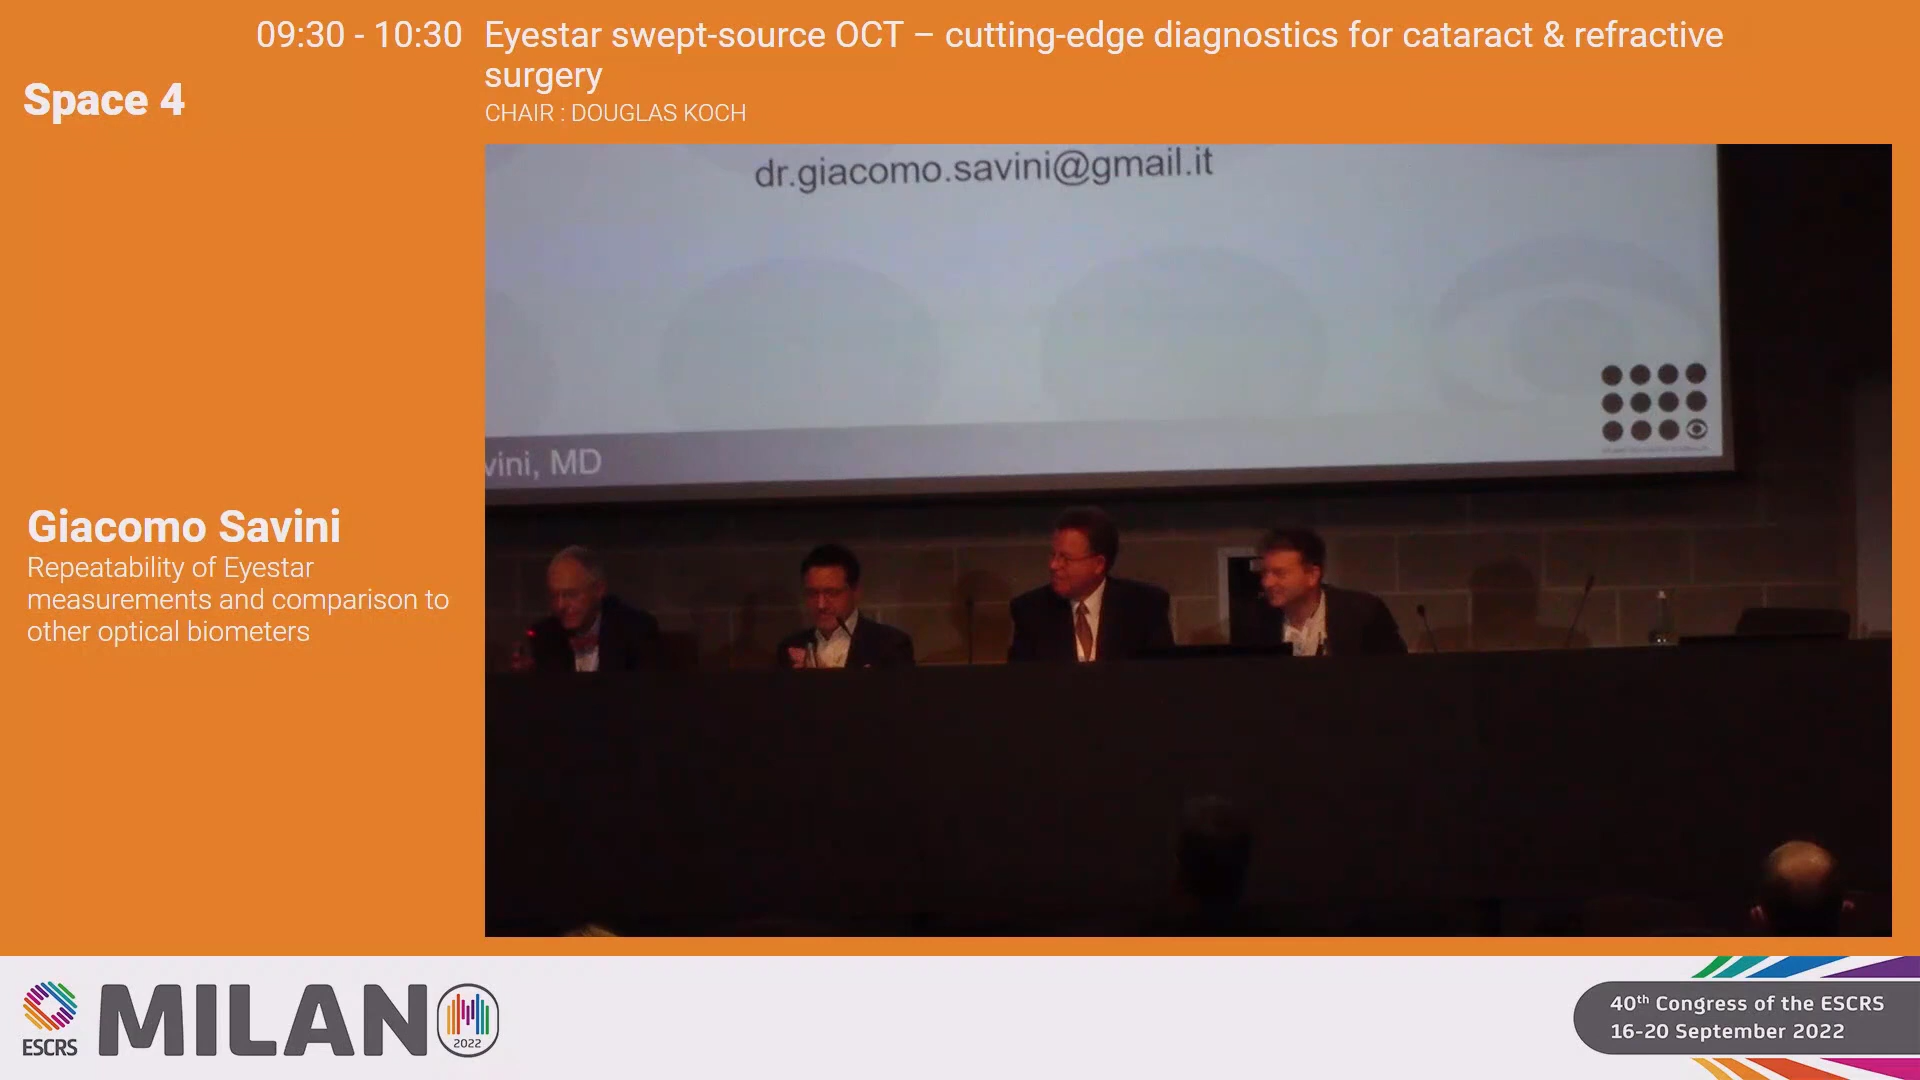 09:30 - 10:30
Eyestar swept-source OCT – cutting-edge diagnostics for cataract & refractive
surgery
Space 4
CHAIR : DOUGLAS KOCH
dr.giacomo.savini@gmail.it
vini, MD
Giacomo Savini
Repeatability of Eyestar
measurements and comparison to
other optical biometers
ESCRS
MILANO
2022
40th Congress of the ESCRS
16-20 September 2022